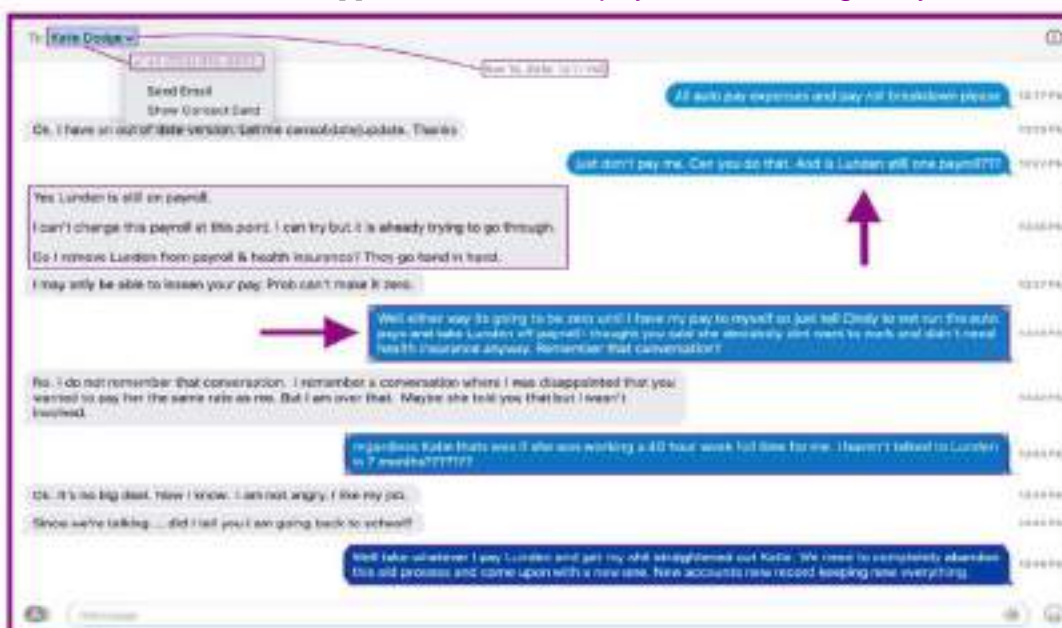 To: Katie Dodge
Send Email
Show Contact Card
All auto pay expenses and pay roll breakdown please
Ok. I have an out of date version. Let me consolidate/update. Thanks
Just don't pay me. Can you do that. And is Lunden still one payroll???
Yes Lunden is still on payroll.
I can't change this payroll at this point. I can try but it is already trying to go through.
Do I remove Lunden from payroll & health insurance? They go hand in hand.
I may only be able to lessen your pay. Prob can't make it zero.
Well either way its going to be zero until I have my pay to myself so just tell Cindy to not run the auto
pays and take Lunden off payroll I thought you said she obviously dint want to work and didn't need
health insurance anyway. Remember that conversation?
No. I do not remember that conversation. I remember a conversation where I was disappointed that you
wanted to pay her the same rate as me. But I am over that. Maybe she told you that but I wasn't
involved.
regardless Katie thats was if she was working a 40 hour week full time for me. I haven't talked to Lunden
in 7 months???????
Ok. It's no big deal. Now I know. I am not angry. I like my job.
Since we're talking ... did I tell you I am going back to school?
Well take whatever I pay Lunden and get my shit straightened out Katie. We need to completely abandon
this old process and come upon with a new one. New accounts new record keeping new everything.